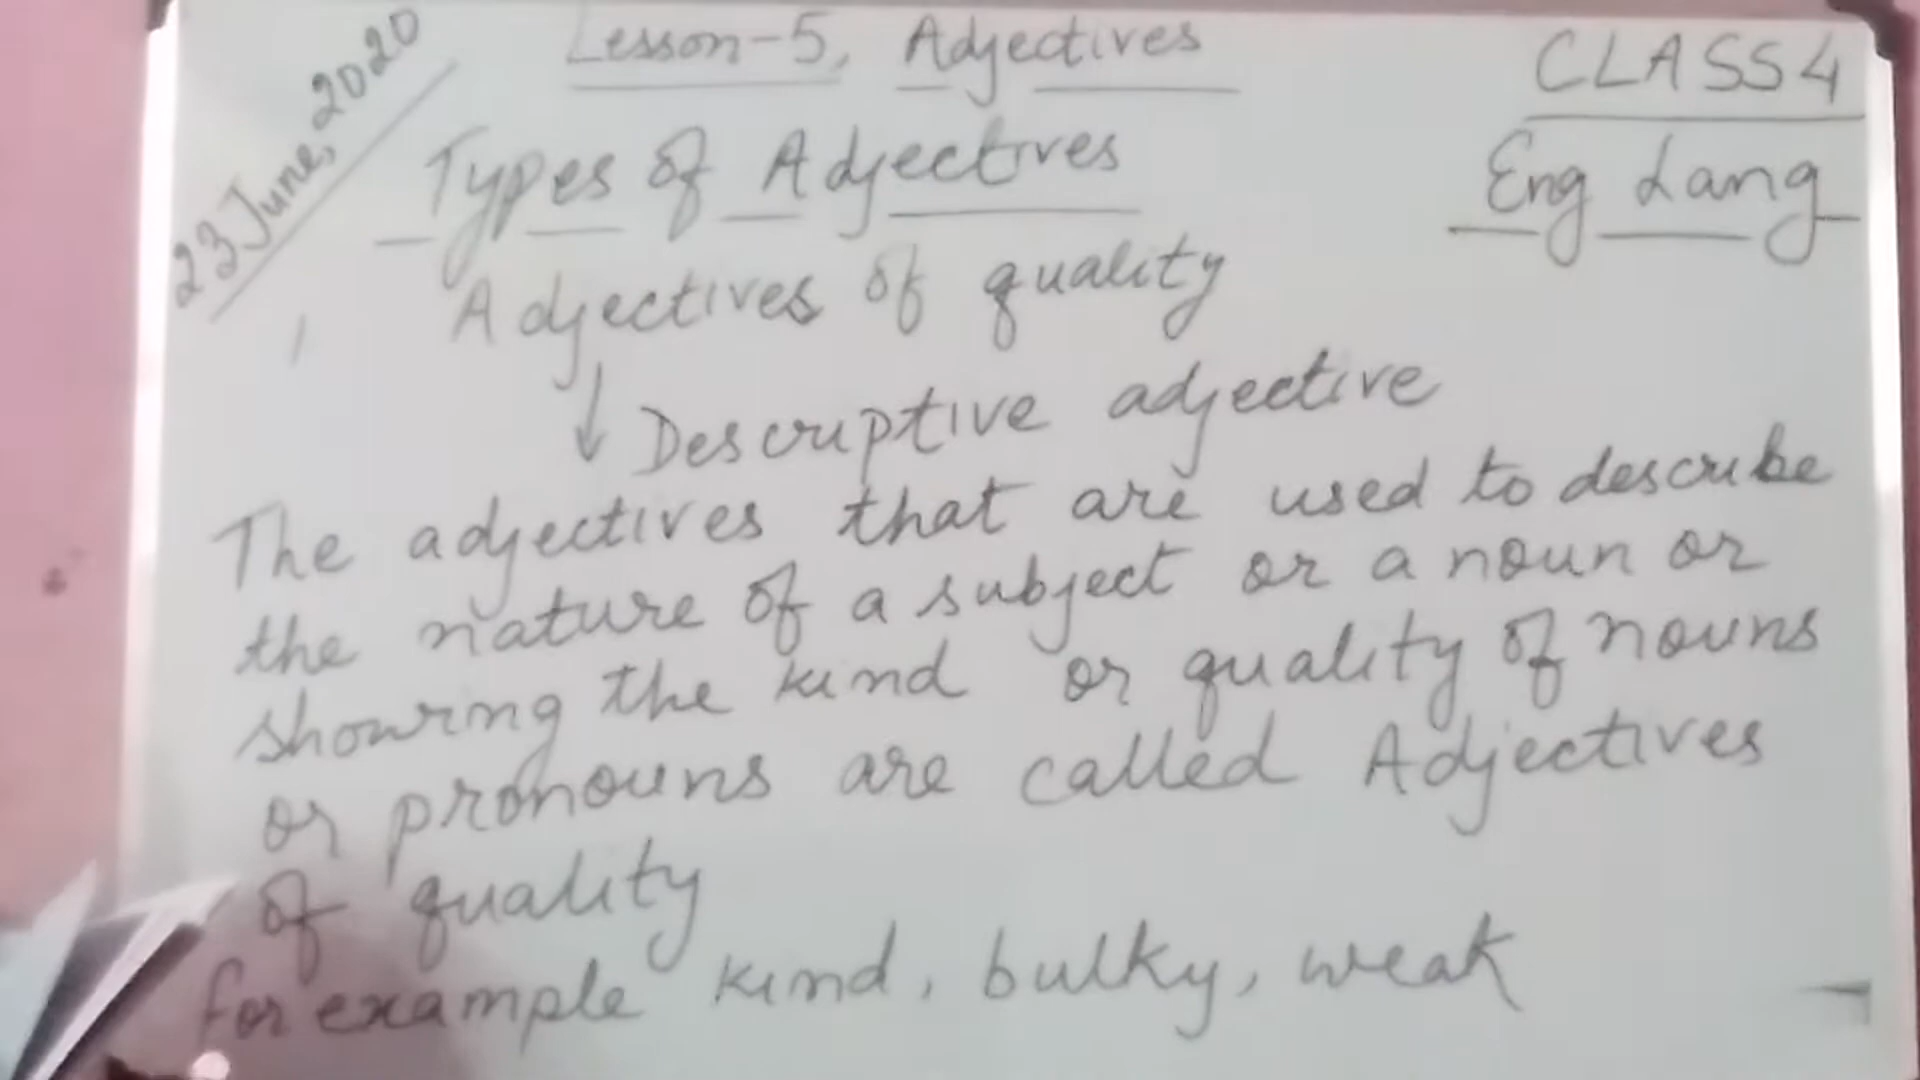 23 June, 2020
Lesson-5, Adjectives
CLASS 4
Eng Lang
Types of Adjectives
Adjectives of quality
↓ Descriptive adjective
The adjectives that are used to describe
the nature of a subject or a noun or
showing the kind or quality of nouns
or pronouns are called Adjectives
of quality
for example kind, bulky, weak